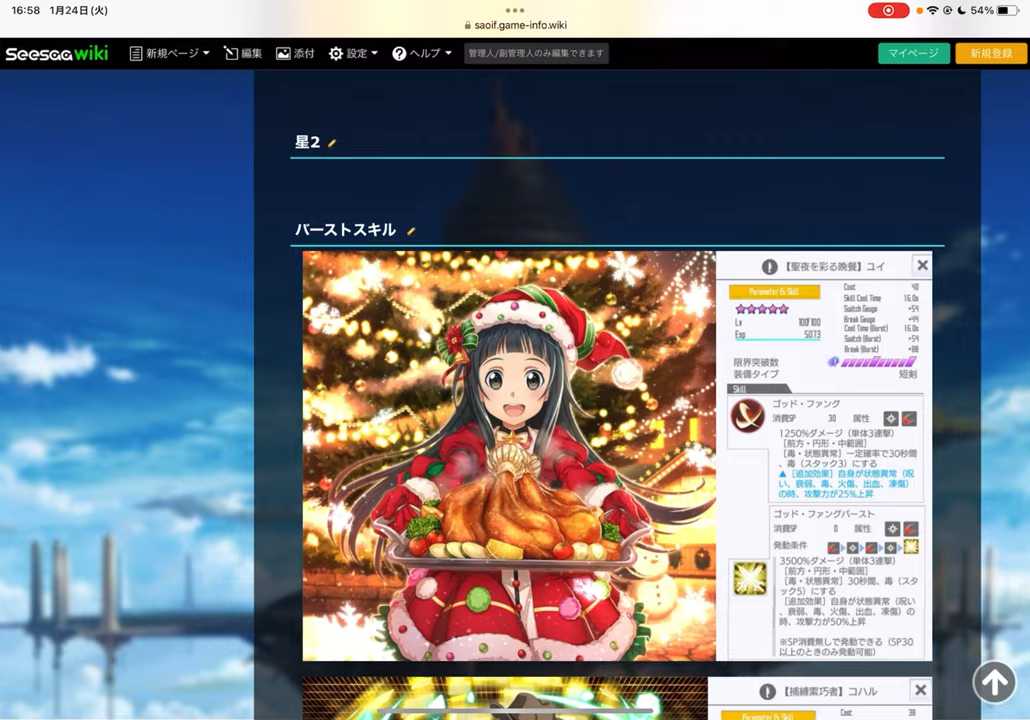 16:58 1月24日(火)
54%
saoif.game-info.wiki
Seesaa wiki
新規ページ
編集
添付
設定
ヘルプ
管理人/副管理人のみ編集できます
マイページ
新規登録
星2
バーストスキル
【聖夜を彩る晩餐】ユイ
Parameter & Skill
Lv 100/100
Exp 5073
Cost 40
Skill Cool Time 16.0s
Switch Gauge +54
Break Gauge +44
Cool Time (Burst) 16.0s
Switch (Burst) +54
Break (Burst) +88
限界突破数
装備タイプ 短剣
Skill
ゴッド・ファング
消費SP 30 属性
1250%ダメージ（単体3連撃）
［前方・円形・中範囲］
［毒・状態異常］一定確率で30秒間
、毒（スタック3）にする
▲［追加効果］自身が状態異常（呪
い、衰弱、毒、火傷、出血、凍傷）
の時、攻撃力が25%上昇
ゴッド・ファングバースト
消費SP 0 属性
発動条件
3500%ダメージ（単体3連撃）
［前方・円形・中範囲］
［毒・状態異常］30秒間、毒（スタ
ック5）にする
［追加効果］自身が状態異常（呪い
、衰弱、毒、火傷、出血、凍傷）の
時、攻撃力が50%上昇
※SP消費無しで発動できる（SP30
以上のときのみ発動可能）
【捕縛索巧者】コハル
Parameter & Skill
Cost 38